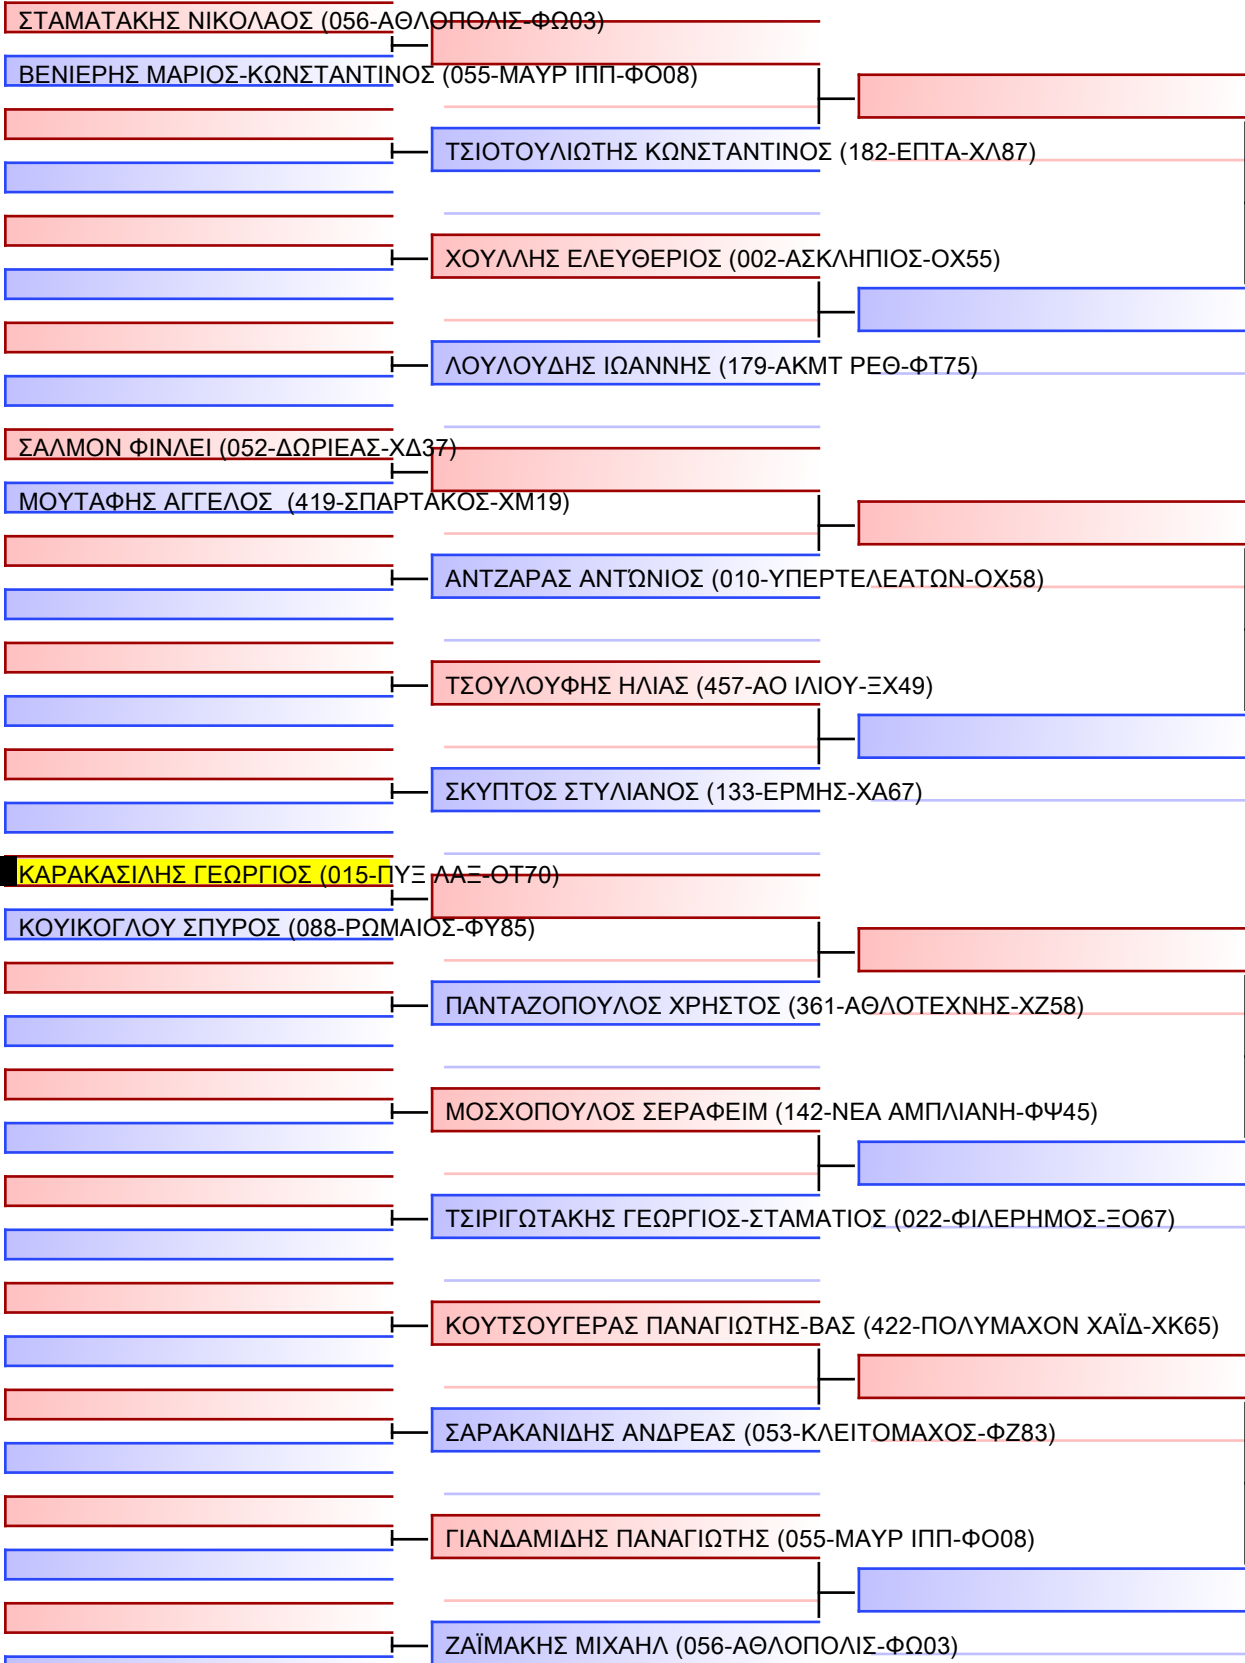 ΣΤΑΜΑΤΑΚΗΣ ΝΙΚΟΛΑΟΣ (056-ΑΘΛΟΠΟΛΙΣ-ΦΩ03)
ΒΕΝΙΕΡΗΣ ΜΑΡΙΟΣ-ΚΩΝΣΤΑΝΤΙΝΟΣ (055-ΜΑΥΡ ΙΠΠ-ΦΟ08)
ΤΣΙΟΤΟΥΛΙΩΤΗΣ ΚΩΝΣΤΑΝΤΙΝΟΣ (182-ΕΠΤΑ-ΧΛ87)
ΧΟΥΛΛΗΣ ΕΛΕΥΘΕΡΙΟΣ (002-ΑΣΚΛΗΠΙΟΣ-ΟΧ55)
ΛΟΥΛΟΥΔΗΣ ΙΩΑΝΝΗΣ (179-ΑΚΜΤ ΡΕΘ-ΦΤ75)
ΣΑΛΜΟΝ ΦΙΝΛΕΙ (052-ΔΩΡΙΕΑΣ-ΧΔ37)
ΜΟΥΤΑΦΗΣ ΑΓΓΕΛΟΣ  (419-ΣΠΑΡΤΑΚΟΣ-ΧΜ19)
ΑΝΤΖΑΡΑΣ ΑΝΤΏΝΙΟΣ (010-ΥΠΕΡΤΕΛΕΑΤΩΝ-ΟΧ58)
ΤΣΟΥΛΟΥΦΗΣ ΗΛΙΑΣ (457-ΑΟ ΙΛΙΟΥ-ΞΧ49)
ΣΚΥΠΤΟΣ ΣΤΥΛΙΑΝΟΣ (133-ΕΡΜΗΣ-ΧΑ67)
ΚΑΡΑΚΑΣΙΛΗΣ ΓΕΩΡΓΙΟΣ (015-ΠΥΞ ΛΑΞ-ΟΤ70)
ΚΟΥΙΚΟΓΛΟΥ ΣΠΥΡΟΣ (088-ΡΩΜΑΙΟΣ-ΦΥ85)
ΠΑΝΤΑΖΟΠΟΥΛΟΣ ΧΡΗΣΤΟΣ (361-ΑΘΛΟΤΕΧΝΗΣ-ΧΖ58)
ΜΟΣΧΟΠΟΥΛΟΣ ΣΕΡΑΦΕΙΜ (142-ΝΕΑ ΑΜΠΛΙΑΝΗ-ΦΨ45)
ΤΣΙΡΙΓΩΤΑΚΗΣ ΓΕΩΡΓΙΟΣ-ΣΤΑΜΑΤΙΟΣ (022-ΦΙΛΕΡΗΜΟΣ-ΞΟ67)
ΚΟΥΤΣΟΥΓΕΡΑΣ ΠΑΝΑΓΙΩΤΗΣ-ΒΑΣ (422-ΠΟΛΥΜΑΧΟΝ ΧΑΪΔ-ΧΚ65)
ΣΑΡΑΚΑΝΙΔΗΣ ΑΝΔΡΕΑΣ (053-ΚΛΕΙΤΟΜΑΧΟΣ-ΦΖ83)
ΓΙΑΝΔΑΜΙΔΗΣ ΠΑΝΑΓΙΩΤΗΣ (055-ΜΑΥΡ ΙΠΠ-ΦΟ08)
ΖΑΪΜΑΚΗΣ ΜΙΧΑΗΛ (056-ΑΘΛΟΠΟΛΙΣ-ΦΩ03)